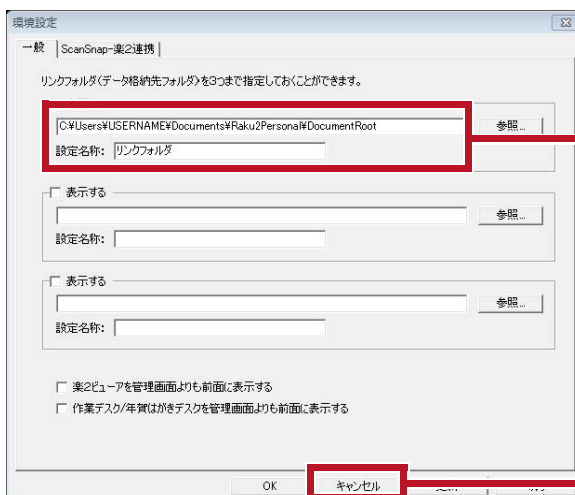 環境設定
一般 ScanSnap-楽2連携
リンクフォルダ(データ格納先フォルダ)を3つまで指定しておくことができます。
C:¥Users¥USERNAME¥Documents¥Raku2Personal¥DocumentRoot 参照...
設定名称: リンクフォルダ
表示する
参照...
設定名称:
表示する
参照...
設定名称:
楽2ビューアを管理画面よりも前面に表示する
作業デスク/年賀はがきデスクを管理画面よりも前面に表示する
OK キャンセル